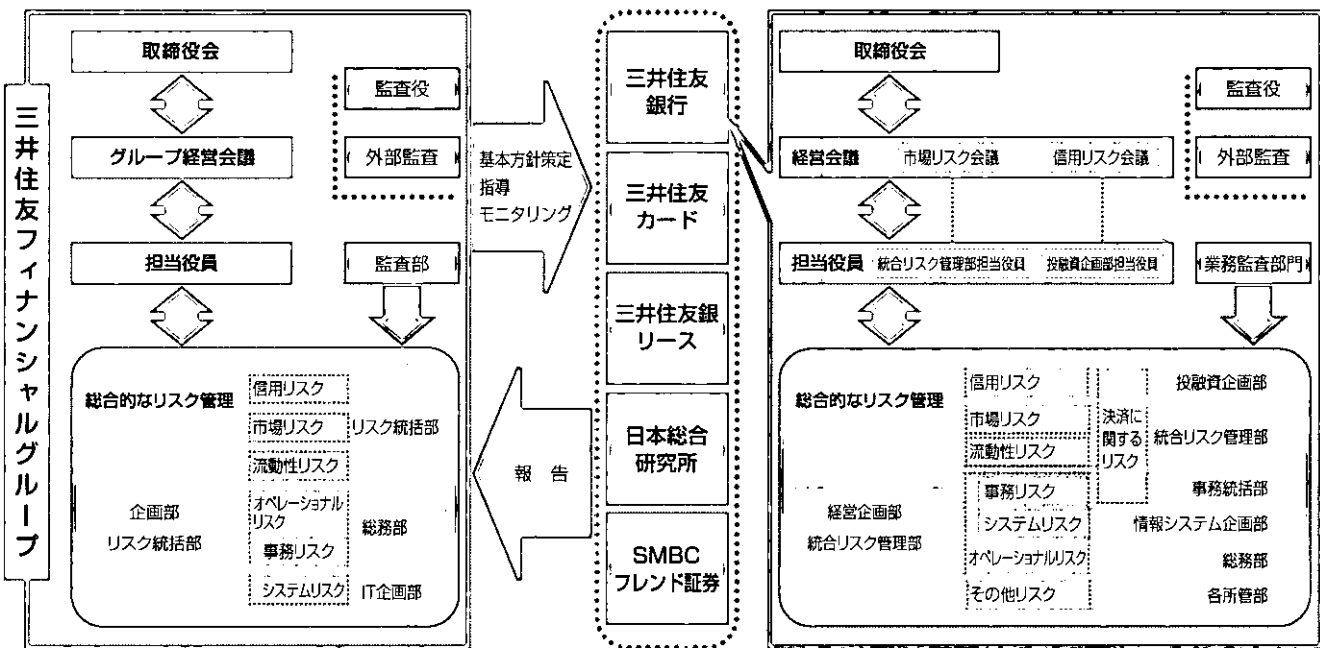 三井住友フィナンシャルグループ
取締役会
監査役
グループ経営会議
外部監査
担当役員
監査部
総合的なリスク管理
信用リスク
市場リスク
リスク統括部
流動性リスク
企画部
リスク統括部
オペレーショナル
リスク
総務部
事務リスク
システムリスク
IT企画部
基本方針策定
指導
モニタリング
報告
三井住友
銀行
三井住友
カード
三井住友銀
リース
日本総合
研究所
SMBC
フレンド証券
取締役会
監査役
経営会議
市場リスク会議
信用リスク会議
外部監査
担当役員
統合リスク管理部担当役員
投融資企画部担当役員
業務監査部門
総合的なリスク管理
信用リスク
投融資企画部
市場リスク
決済に
関する
リスク
統合リスク管理部
流動性リスク
経営企画部
統合リスク管理部
事務リスク
事務統括部
システムリスク
情報システム企画部
オペレーショナルリスク
総務部
その他リスク
各所管部